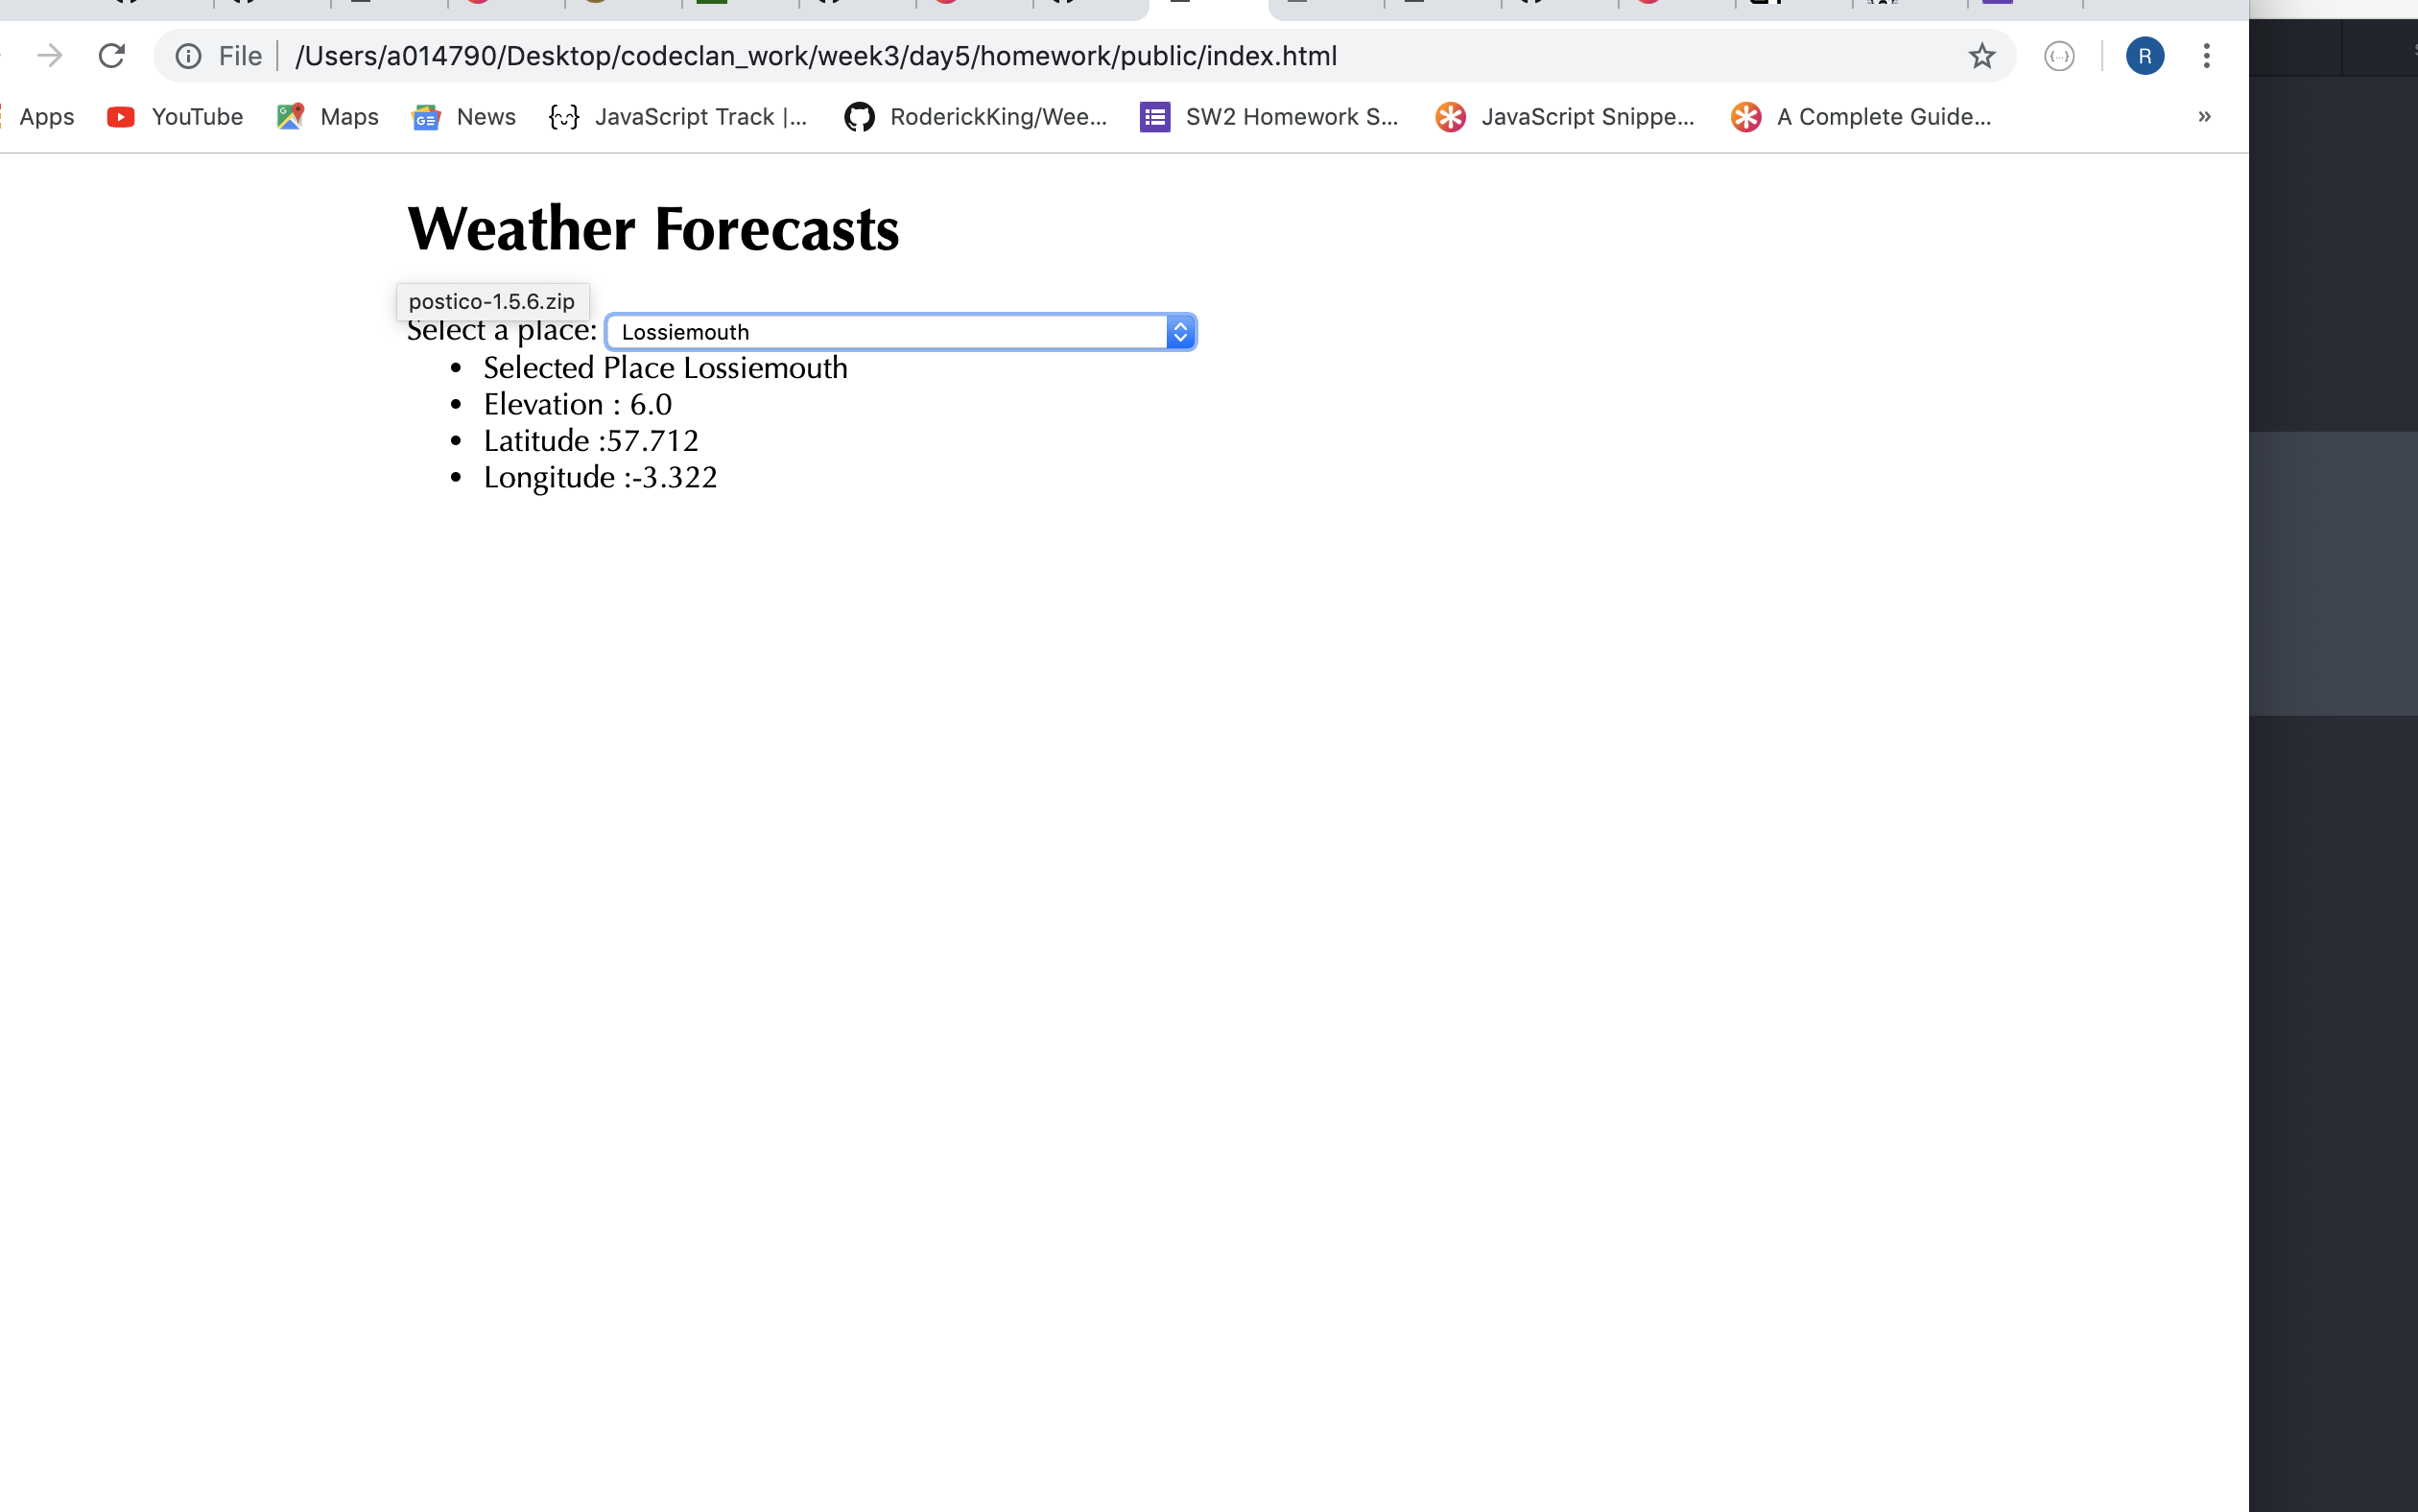 File | /Users/a014790/Desktop/codeclan_work/week3/day5/homework/public/index.html R
Apps YouTube Maps News JavaScript Track |... RoderickKing/Wee... SW2 Homework S... JavaScript Snippe... A Complete Guide... »
Weather Forecasts
postico-1.5.6.zip
Select a place: Lossiemouth
• Selected Place Lossiemouth
• Elevation : 6.0
• Latitude :57.712
• Longitude :-3.322